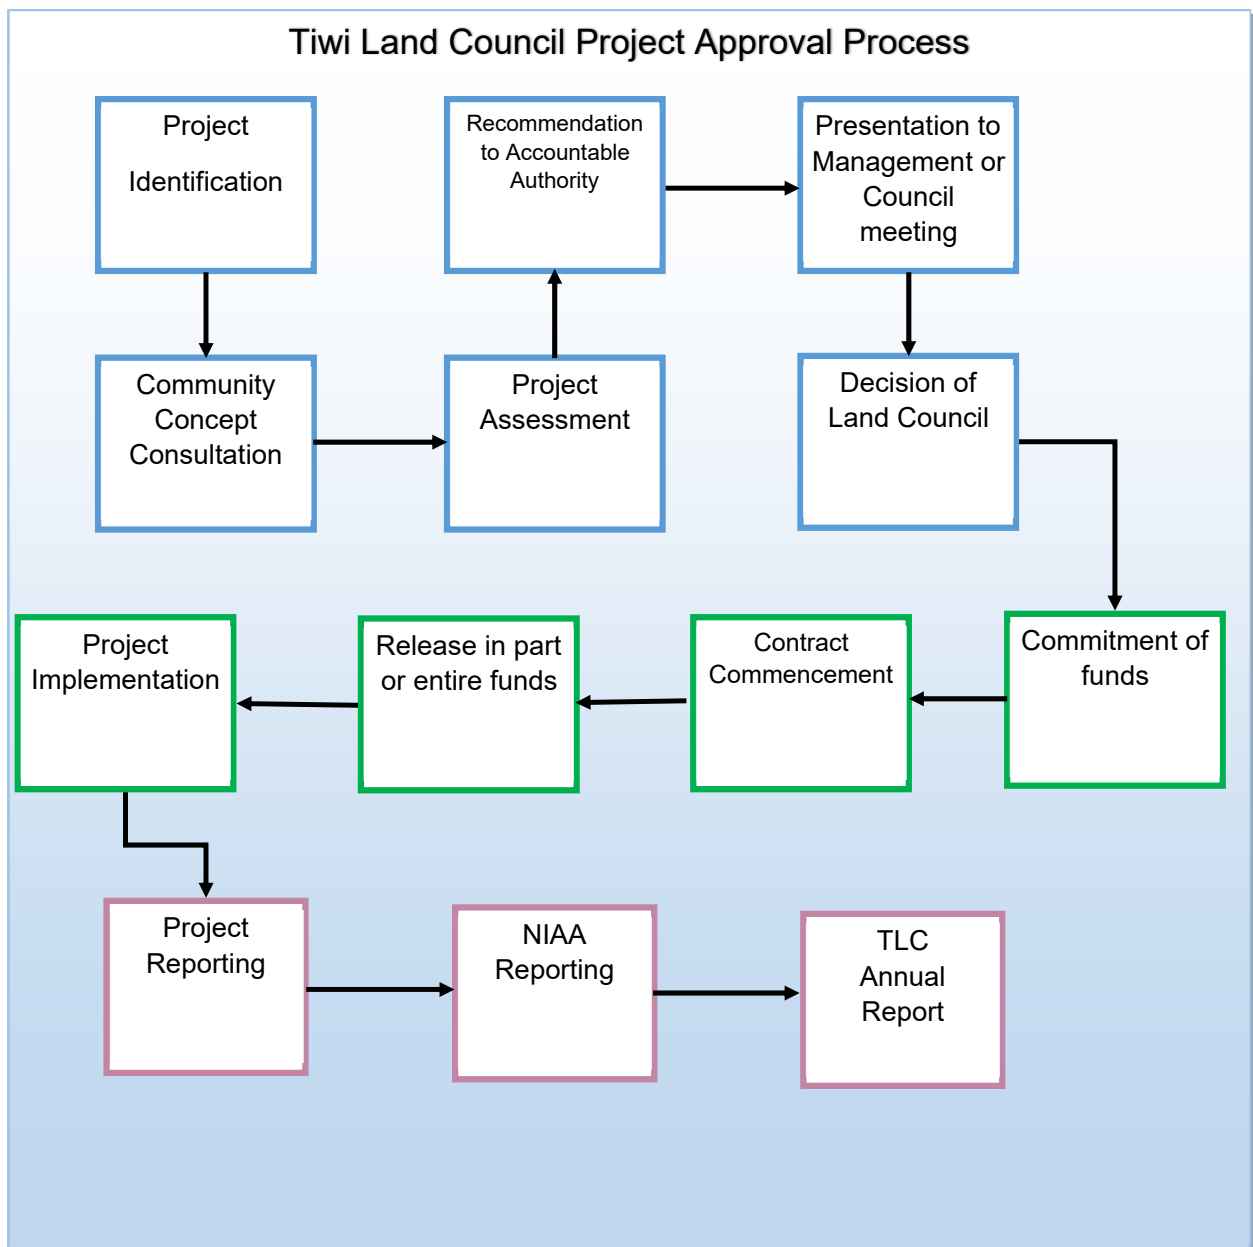 Tiwi Land Council Project Approval Process
Project
Identification
Community
Concept
Consultation
Project
Assessment
Recommendation
to Accountable
Authority
Presentation to
Management or
Council
meeting
Decision of
Land Council
Commitment of
funds
Contract
Commencement
Release in part
or entire funds
Project
Implementation
Project
Reporting
NIAA
Reporting
TLC
Annual
Report